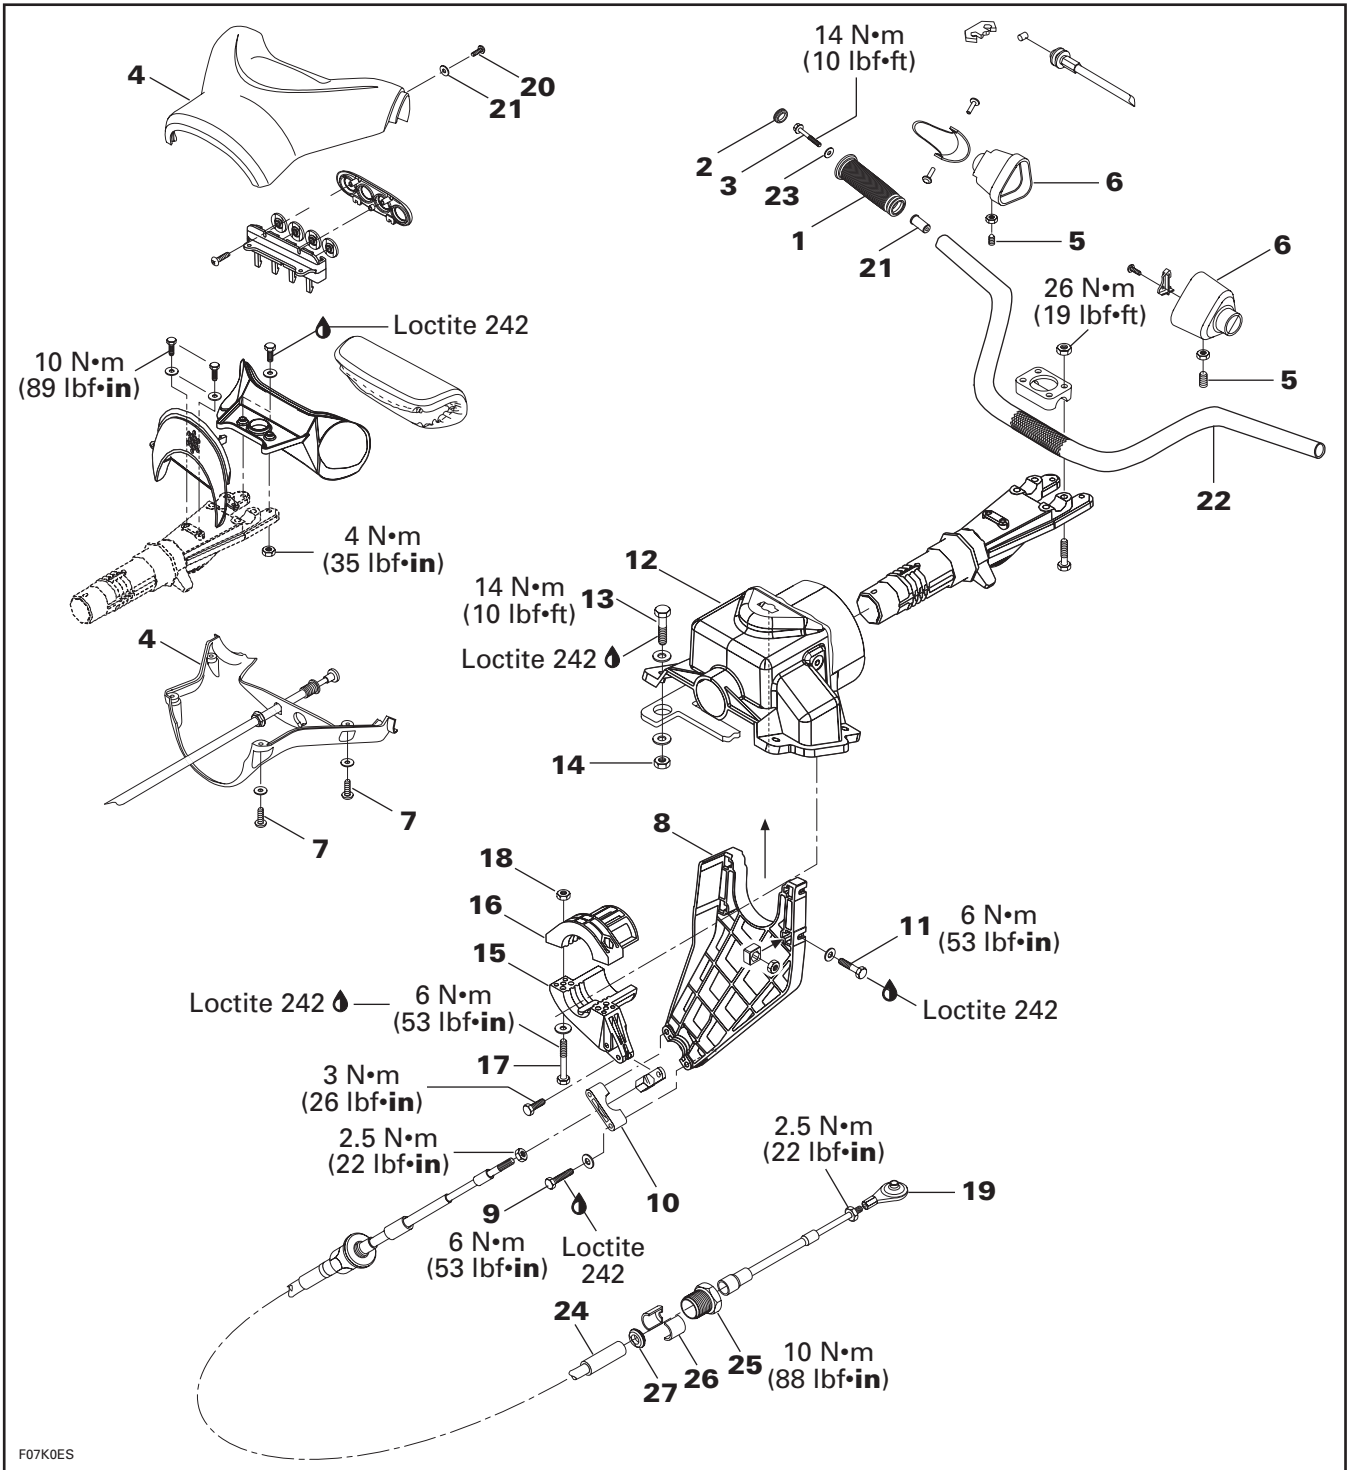 4
20
21
14 N•m
(10 lbf•ft)
2
3
23
1
21
6
5
6
5
26 N•m
(19 lbf•ft)
22
Loctite 242
10 N•m
(89 lbf•in)
4 N•m
(35 lbf•in)
12
14 N•m
(10 lbf•ft)
13
Loctite 242
14
4
7
7
8
18
16
15
11
6 N•m
(53 lbf•in)
Loctite 242
Loctite 242
6 N•m
(53 lbf•in)
17
3 N•m
(26 lbf•in)
2.5 N•m
(22 lbf•in)
9
6 N•m
(53 lbf•in)
Loctite
242
10
2.5 N•m
(22 lbf•in)
19
24
27
26
25
10 N•m
(88 lbf•in)
F07K0ES